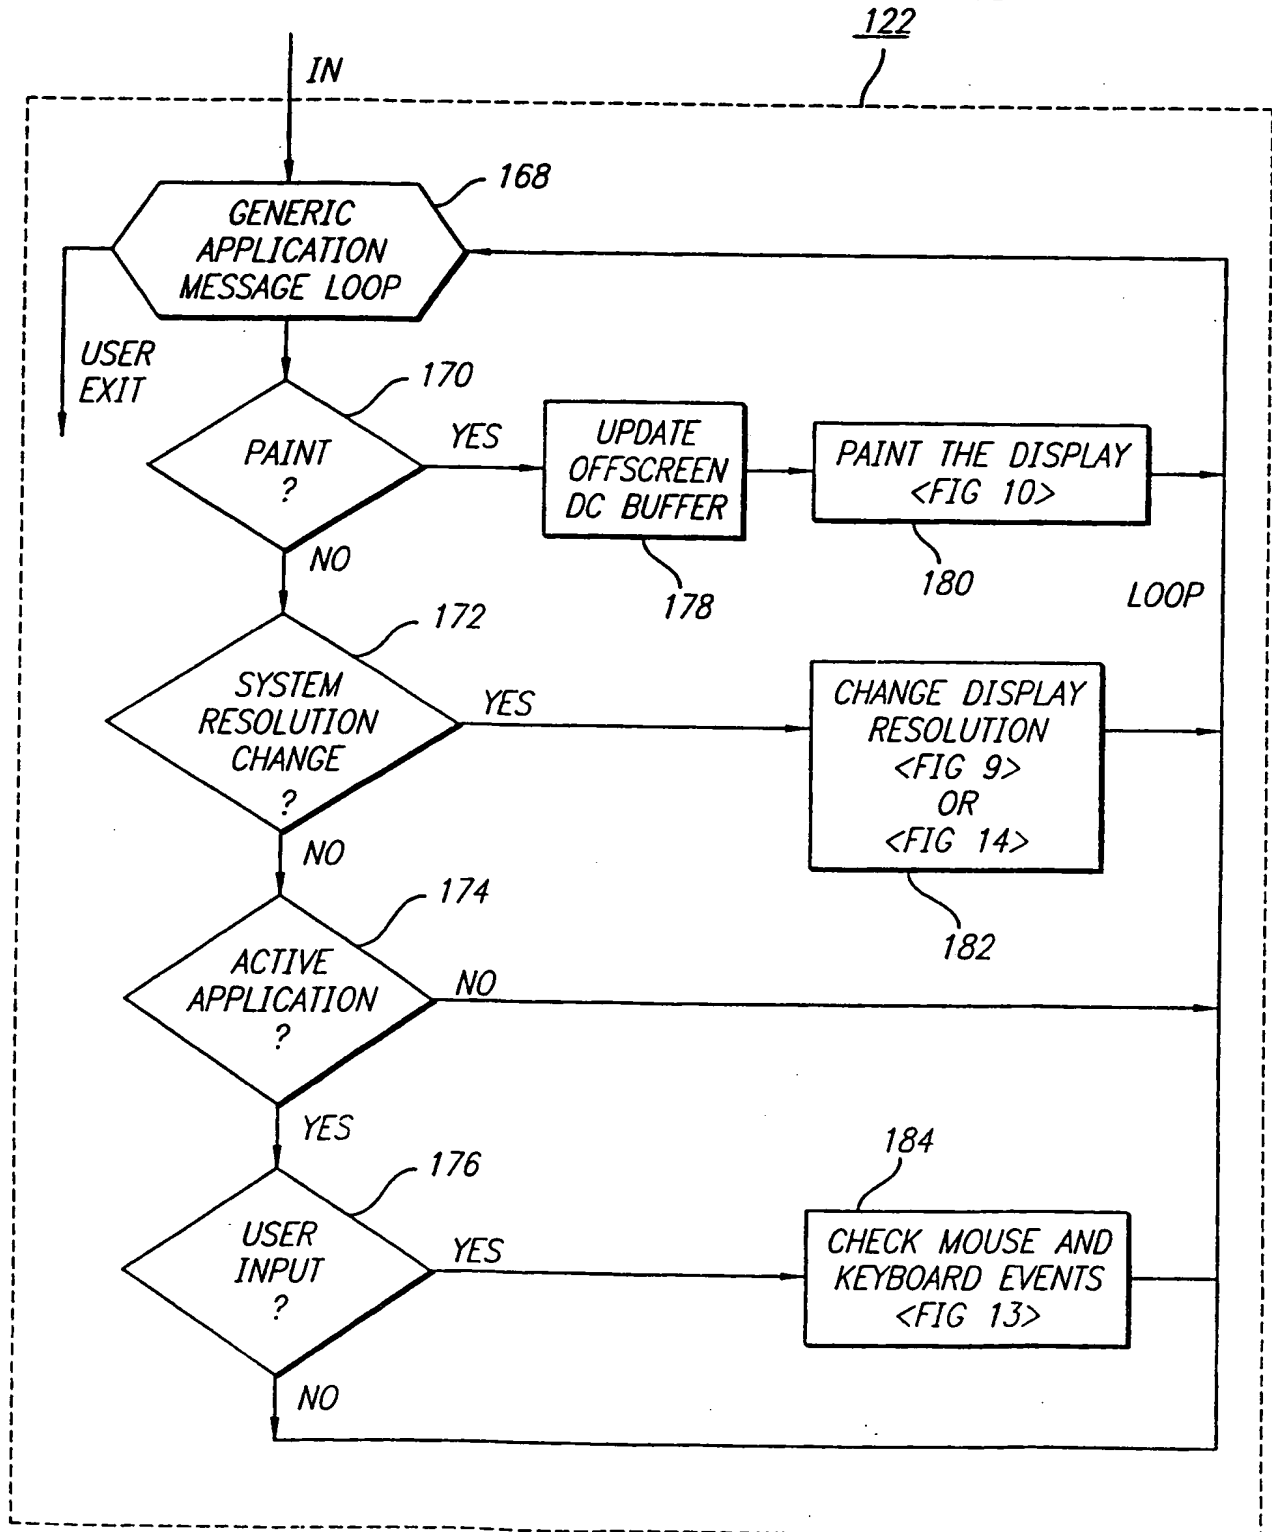 122
IN
168
GENERIC
APPLICATION
MESSAGE LOOP
USER
EXIT
170
PAINT
?
YES
UPDATE
OFFSCREEN
DC BUFFER
178
PAINT THE DISPLAY
<FIG 10>
180
LOOP
NO
172
SYSTEM
RESOLUTION
CHANGE
?
YES
CHANGE DISPLAY
RESOLUTION
<FIG 9>
OR
<FIG 14>
182
NO
174
ACTIVE
APPLICATION
?
NO
YES
176
USER
INPUT
?
YES
184
CHECK MOUSE AND
KEYBOARD EVENTS
<FIG 13>
NO